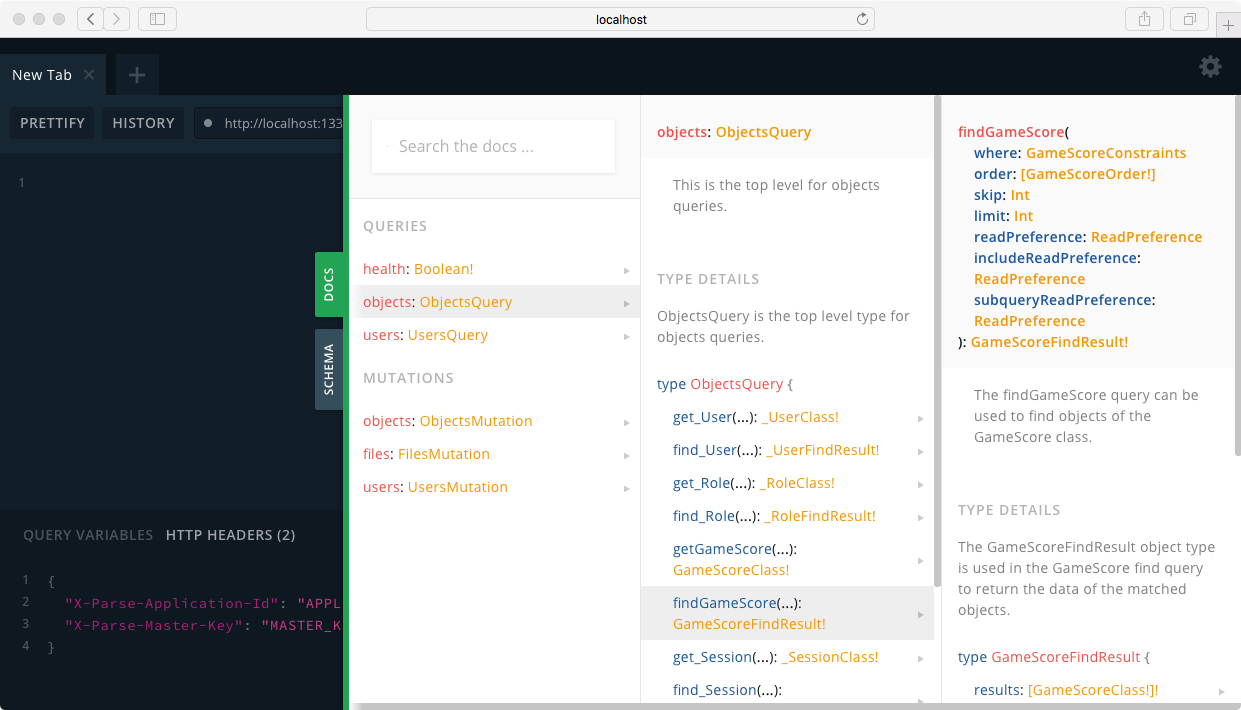 localhost
New Tab
PRETTIFY
HISTORY
http://localhost:133
1
DOCS
SCHEMA
QUERY VARIABLES
HTTP HEADERS (2)
1 {
2 "X-Parse-Application-Id": "APPL
3 "X-Parse-Master-Key": "MASTER_K
4 }
Search the docs ...
QUERIES
health: Boolean!
objects: ObjectsQuery
users: UsersQuery
MUTATIONS
objects: ObjectsMutation
files: FilesMutation
users: UsersMutation
objects: ObjectsQuery
This is the top level for objects
queries.
TYPE DETAILS
ObjectsQuery is the top level type for
objects queries.
type ObjectsQuery {
get_User(...): _UserClass!
find_User(...): _UserFindResult!
get_Role(...): _RoleClass!
find_Role(...): _RoleFindResult!
getGameScore(...):
GameScoreClass!
findGameScore(...):
GameScoreFindResult!
get_Session(...): _SessionClass!
find_Session(...):
findGameScore(
where: GameScoreConstraints
order: [GameScoreOrder!]
skip: Int
limit: Int
readPreference: ReadPreference
includeReadPreference:
ReadPreference
subqueryReadPreference:
ReadPreference
): GameScoreFindResult!
The findGameScore query can be
used to find objects of the
GameScore class.
TYPE DETAILS
The GameScoreFindResult object type
is used in the GameScore find query
to return the data of the matched
objects.
type GameScoreFindResult {
results: [GameScoreClass!]!